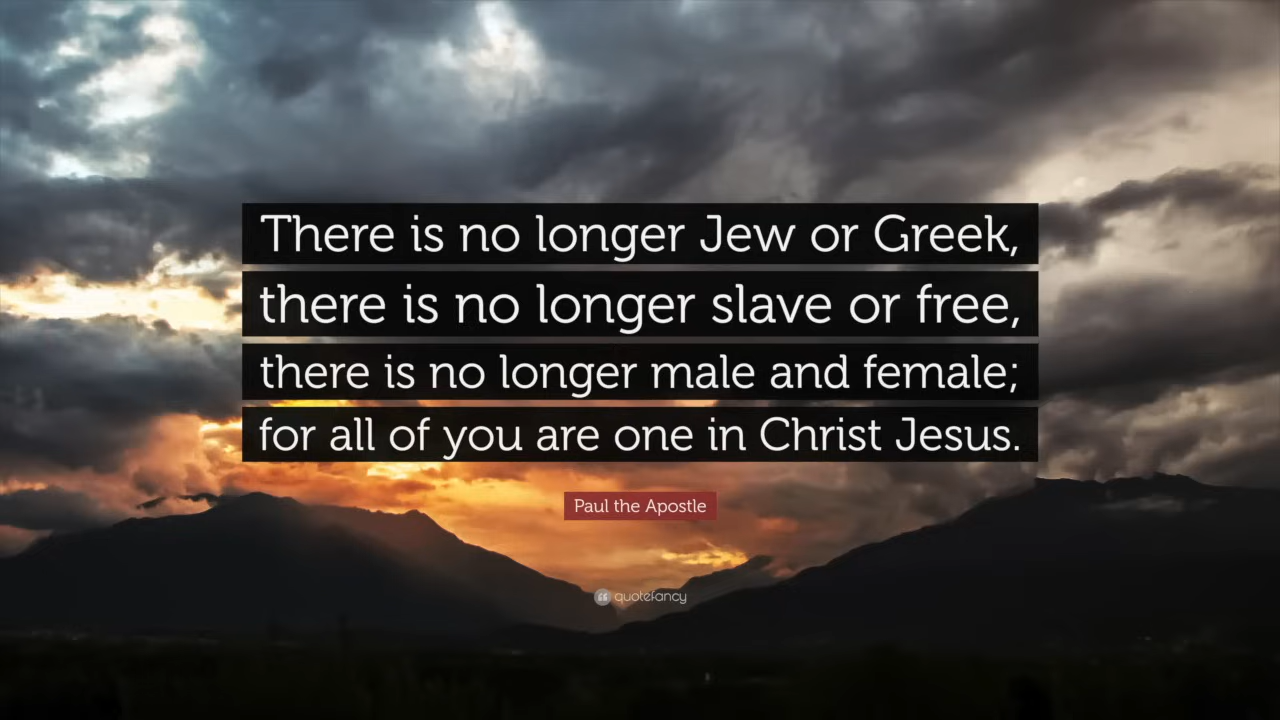 There is no longer Jew or Greek,
there is no longer slave or free,
there is no longer male and female;
for all of you are one in Christ Jesus.
Paul the Apostle
quotefancy